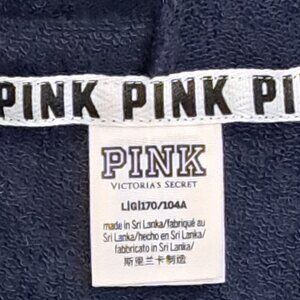 PINK PINK PI
PINK
VICTORIA'S SECRET
L|G|170/104A
made in Sri Lanka/fabriqué au
Sri Lanka/hecho en Sri Lanka/
fabbricato in Sri Lanka/
斯里兰卡制造